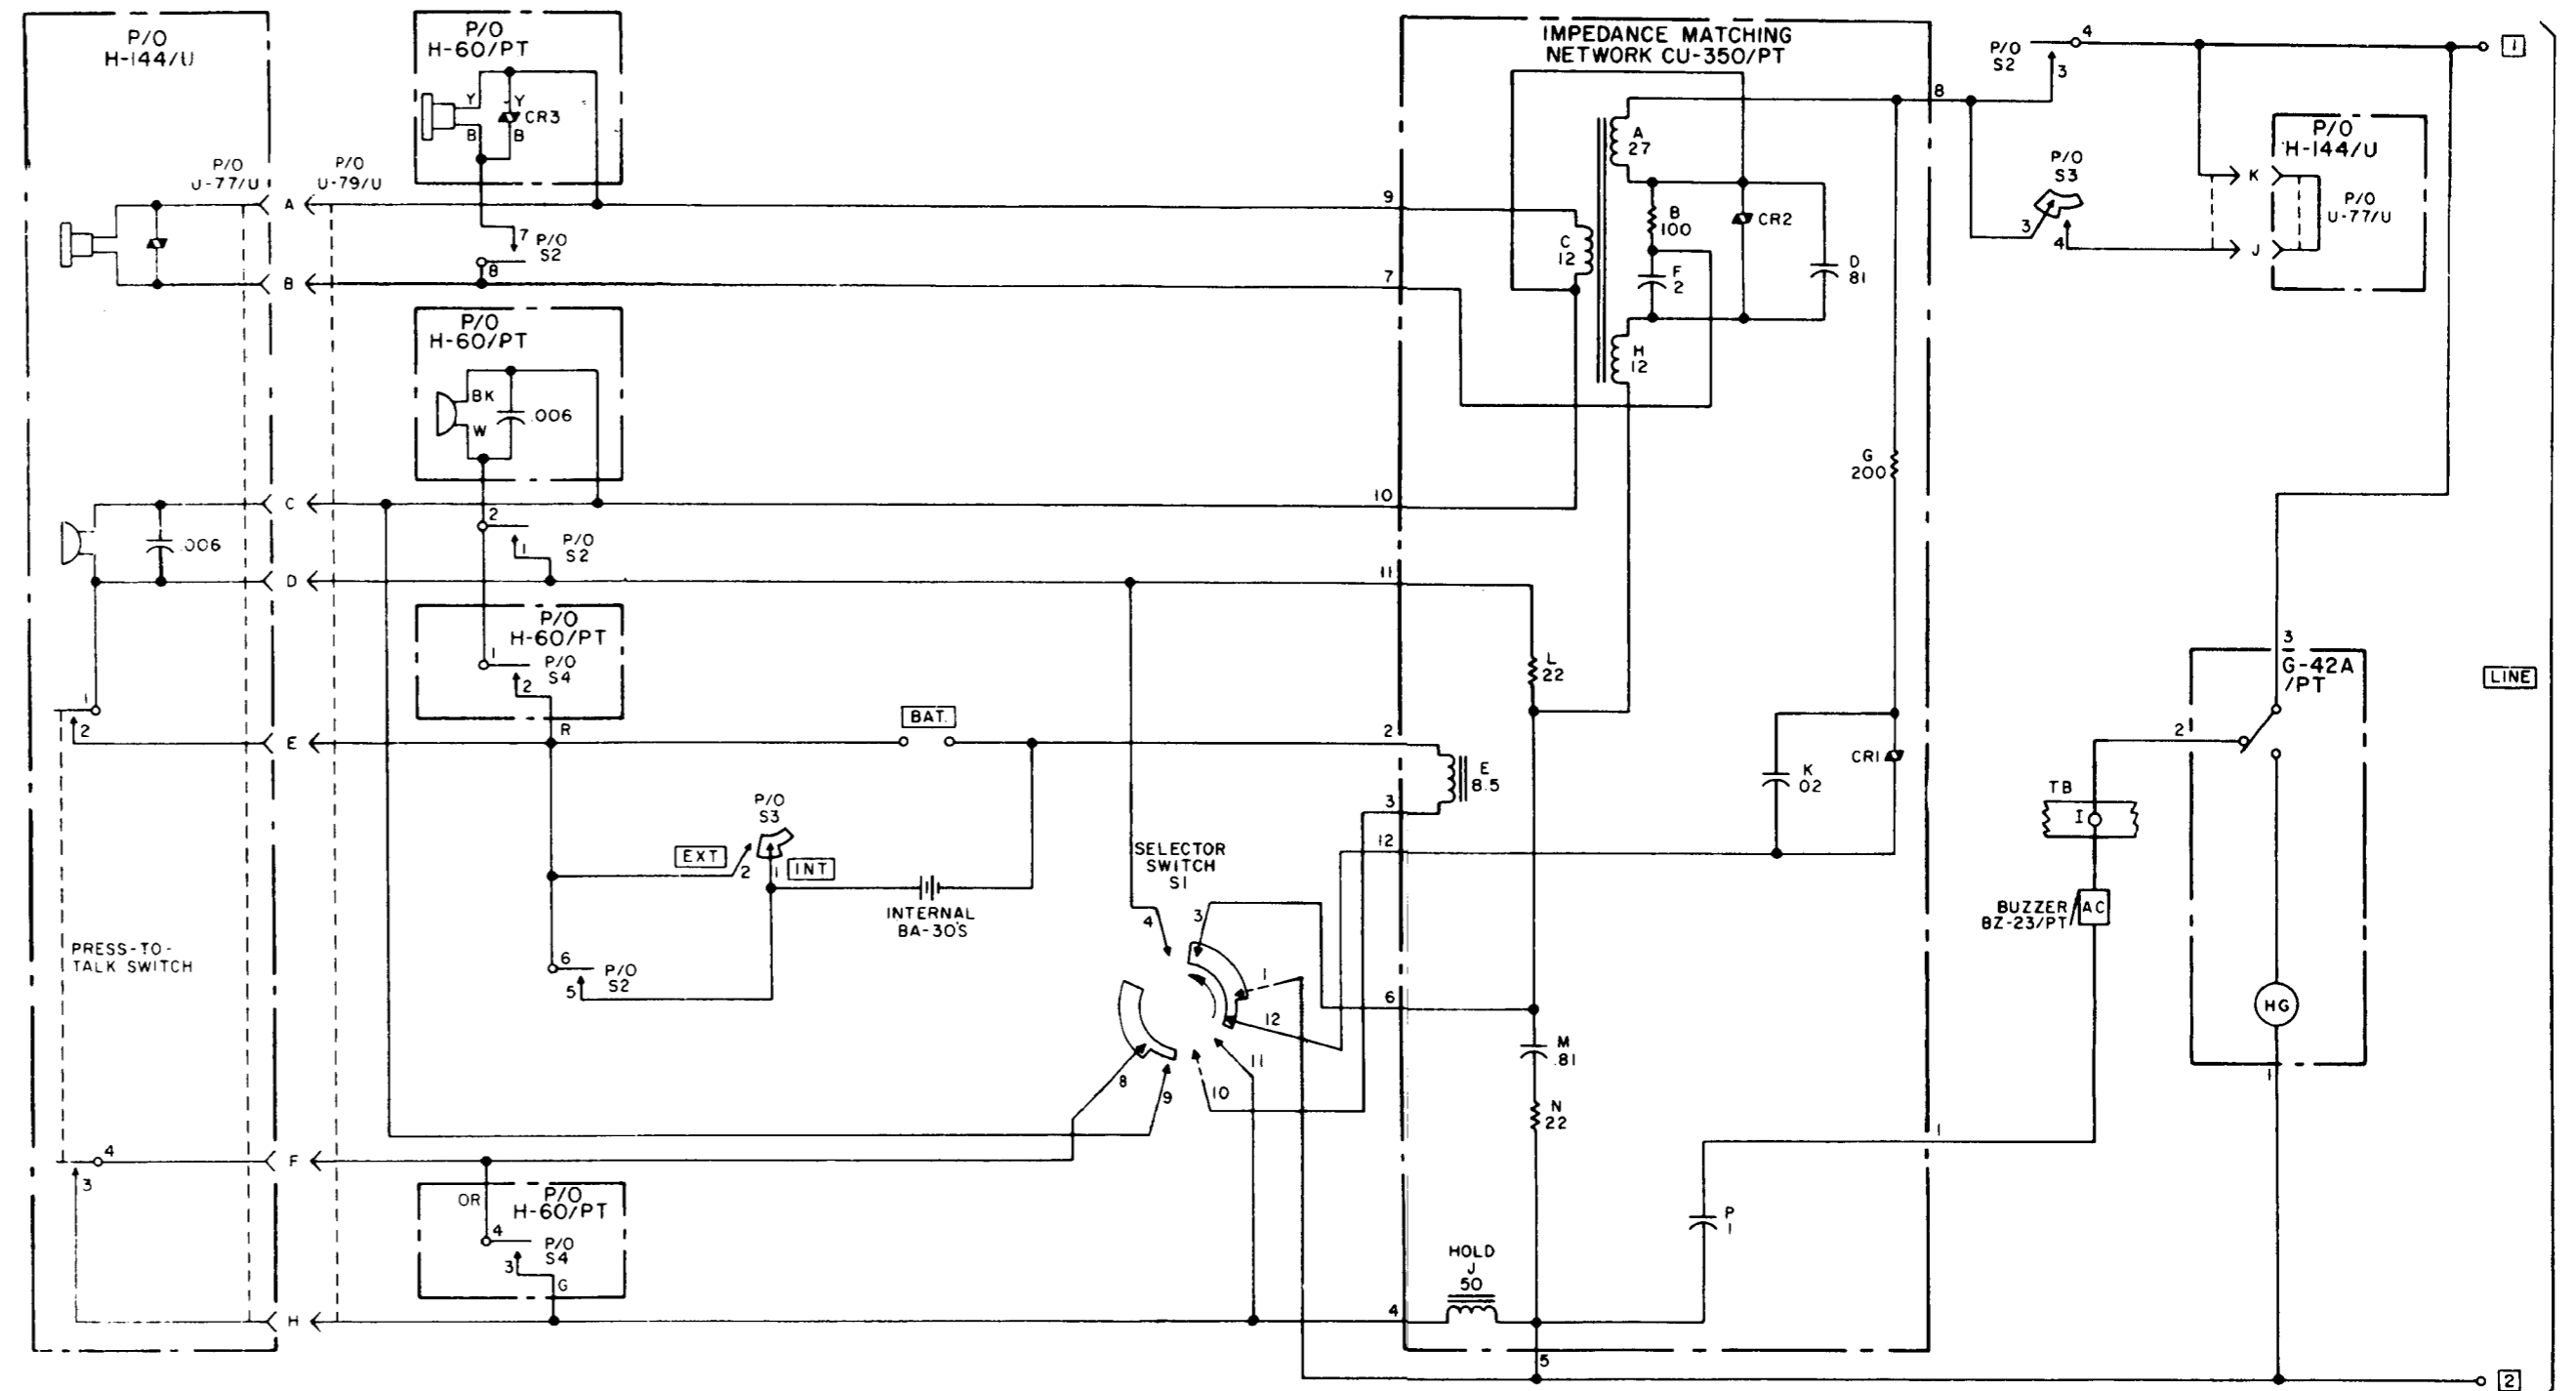 P/O
H-144/U
P/O
H-60/PT
Y
Y
CR3
B
B
P/O
U-77/U
P/O
U-79/U
A
7
P/O
S2
8
B
P/O
H-60/PT
BK
.006
W
C
.006
2
P/O
S2
1
D
P/O
H-60/PT
1
P/O
S4
2
1
2
R
E
BAT.
P/O
S3
EXT
2
1
INT
INTERNAL
BA-30'S
6
P/O
S2
5
PRESS-TO-
TALK SWITCH
SELECTOR
SWITCH
S1
4
3
1
12
11
10
9
8
4
3
F
OR
P/O
H-60/PT
4
P/O
S4
3
G
H
IMPEDANCE MATCHING
NETWORK CU-350/PT
9
7
10
11
2
3
12
6
4
5
8
1
A
27
B
100
CR2
C
12
F
2
D
.81
H
12
G
200
L
22
E
8.5
K
.02
CR1
M
.81
N
22
P
1
HOLD
J
50
P/O
S2
4
3
1
P/O
S3
3
4
K
J
P/O
H-144/U
P/O
U-77/U
3
G-42A
/PT
2
LINE
TB
I
BUZZER
BZ-23/PT
AC
HG
1
2